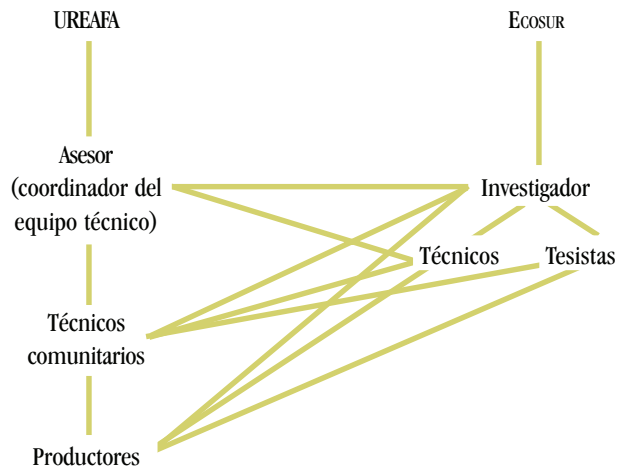 UREAFA
ECOSUR
Asesor
(coordinador del
equipo técnico)
Investigador
Técnicos
Tesistas
Técnicos
comunitarios
Productores